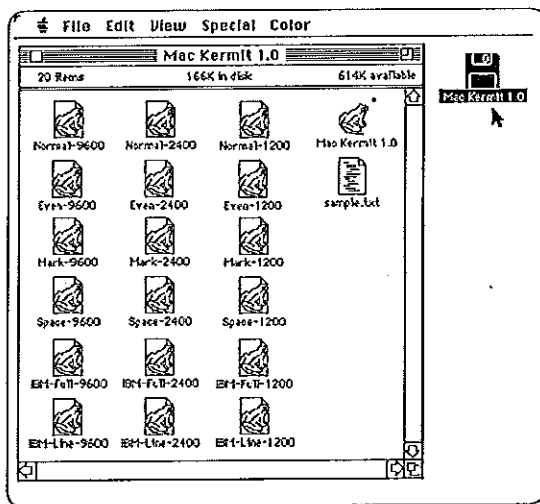 File Edit View Special Color
Mac Kermit 1.0
20 items 166K in disk 614K available
Mac Kermit 1.0
Normal-9600 Normal-2400 Normal-1200 Mac Kermit 1.0
Even-9600 Even-2400 Even-1200 sample.txt
Mark-9600 Mark-2400 Mark-1200
Space-9600 Space-2400 Space-1200
IBM-Full-9600 IBM-Full-2400 IBM-Full-1200
IBM-Line-9600 IBM-Line-2400 IBM-Line-1200